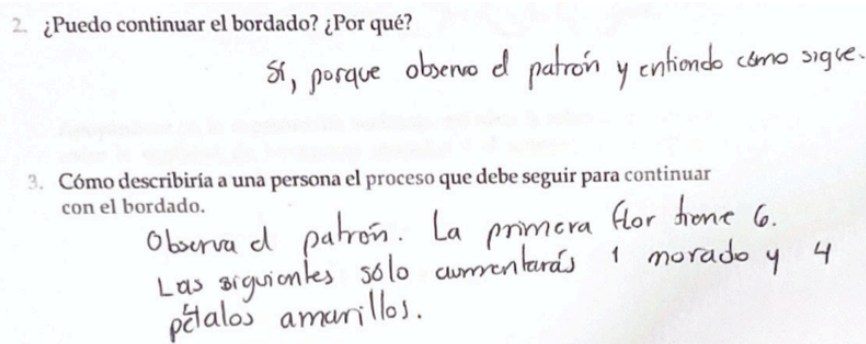 2. ¿Puedo continuar el bordado? ¿Por qué?
Sí, porque observo el patrón y entiendo cómo sigue.
3. Cómo describiría a una persona el proceso que debe seguir para continuar
con el bordado.
Observa el patrón. La primera flor tiene 6.
Las siguientes sólo aumentarás 1 morado y 4
pétalos amarillos.